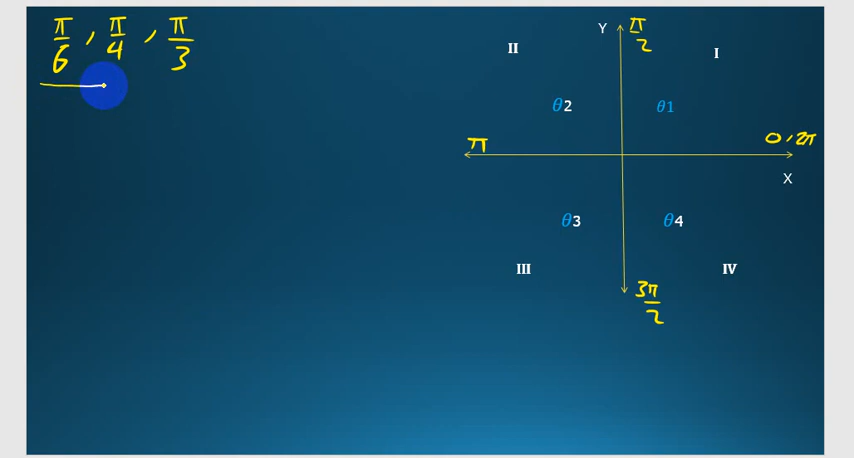 π/6, π/4, π/3
Y π/2
II I
θ2 θ1
π 0, 2π
X
θ3 θ4
III IV
3π/2